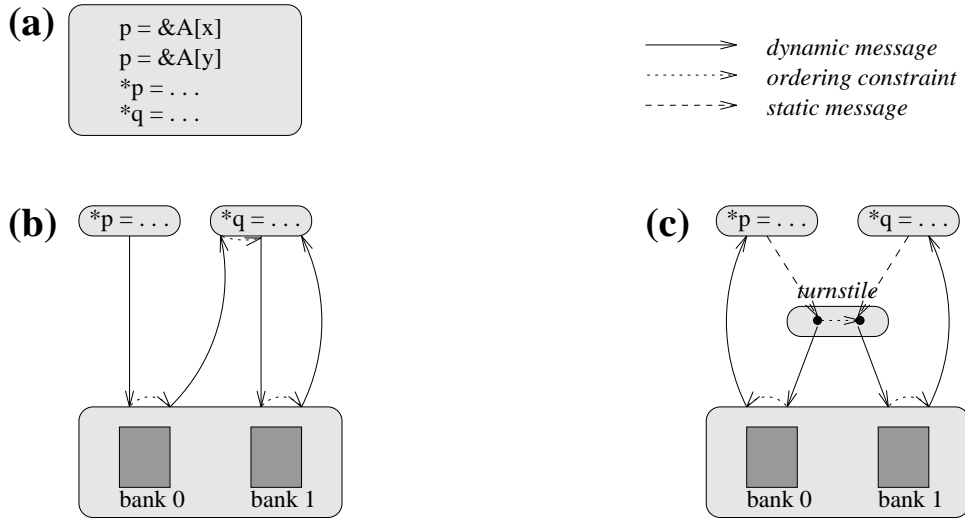 (a)
p = &A[x]
p = &A[y]
*p = . . .
*q = . . .
dynamic message
ordering constraint
static message
(b)
*p = . . .
*q = . . .
bank 0
bank 1
(c)
*p = . . .
*q = . . .
turnstile
bank 0
bank 1